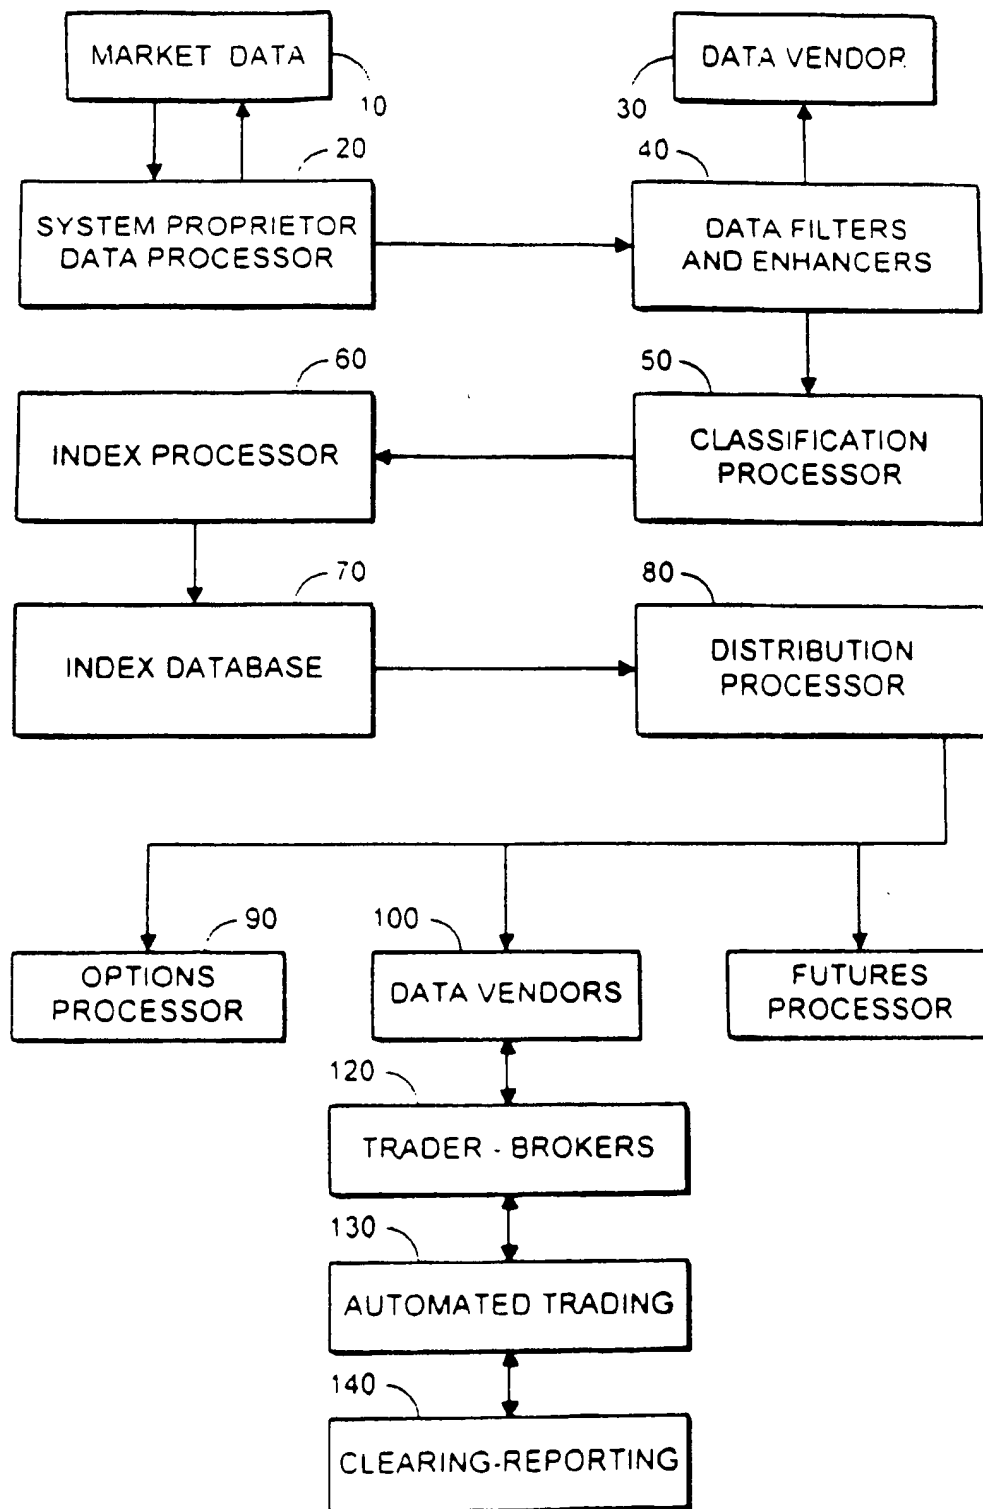 MARKET DATA
10
DATA VENDOR
30
20
SYSTEM PROPRIETOR
DATA PROCESSOR
40
DATA FILTERS
AND ENHANCERS
60
INDEX PROCESSOR
50
CLASSIFICATION
PROCESSOR
70
INDEX DATABASE
80
DISTRIBUTION
PROCESSOR
90
OPTIONS
PROCESSOR
100
DATA VENDORS
FUTURES
PROCESSOR
120
TRADER - BROKERS
130
AUTOMATED TRADING
140
CLEARING-REPORTING